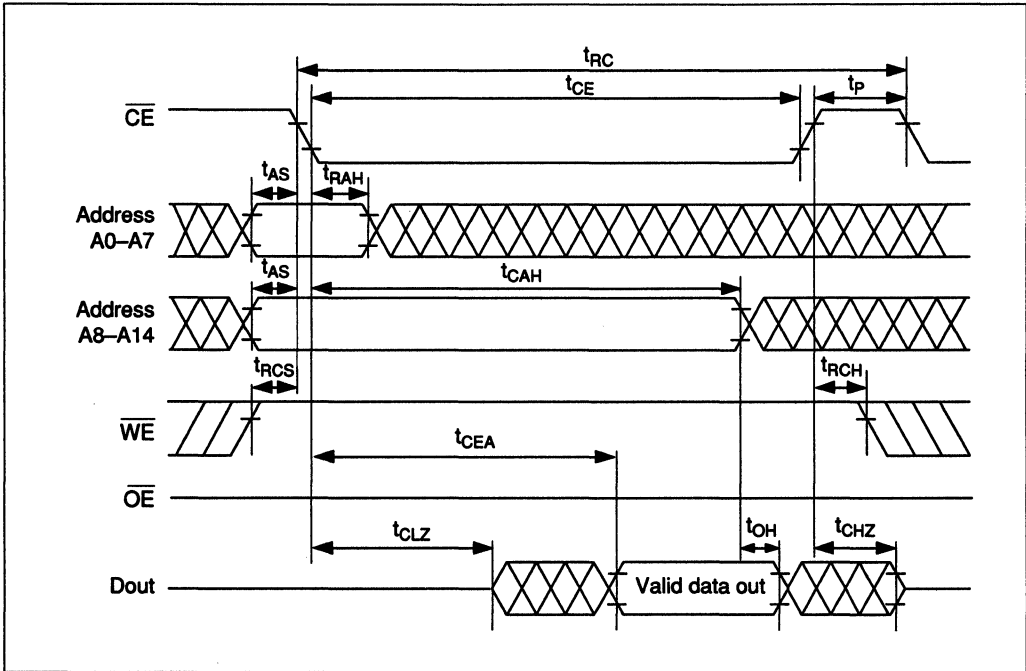 tRC
tCE
tP
CE
tAS
tRAH
Address
A0–A7
tAS
tCAH
Address
A8–A14
tRCS
tRCH
WE
tCEA
OE
tCLZ
tOH
tCHZ
Dout
Valid data out